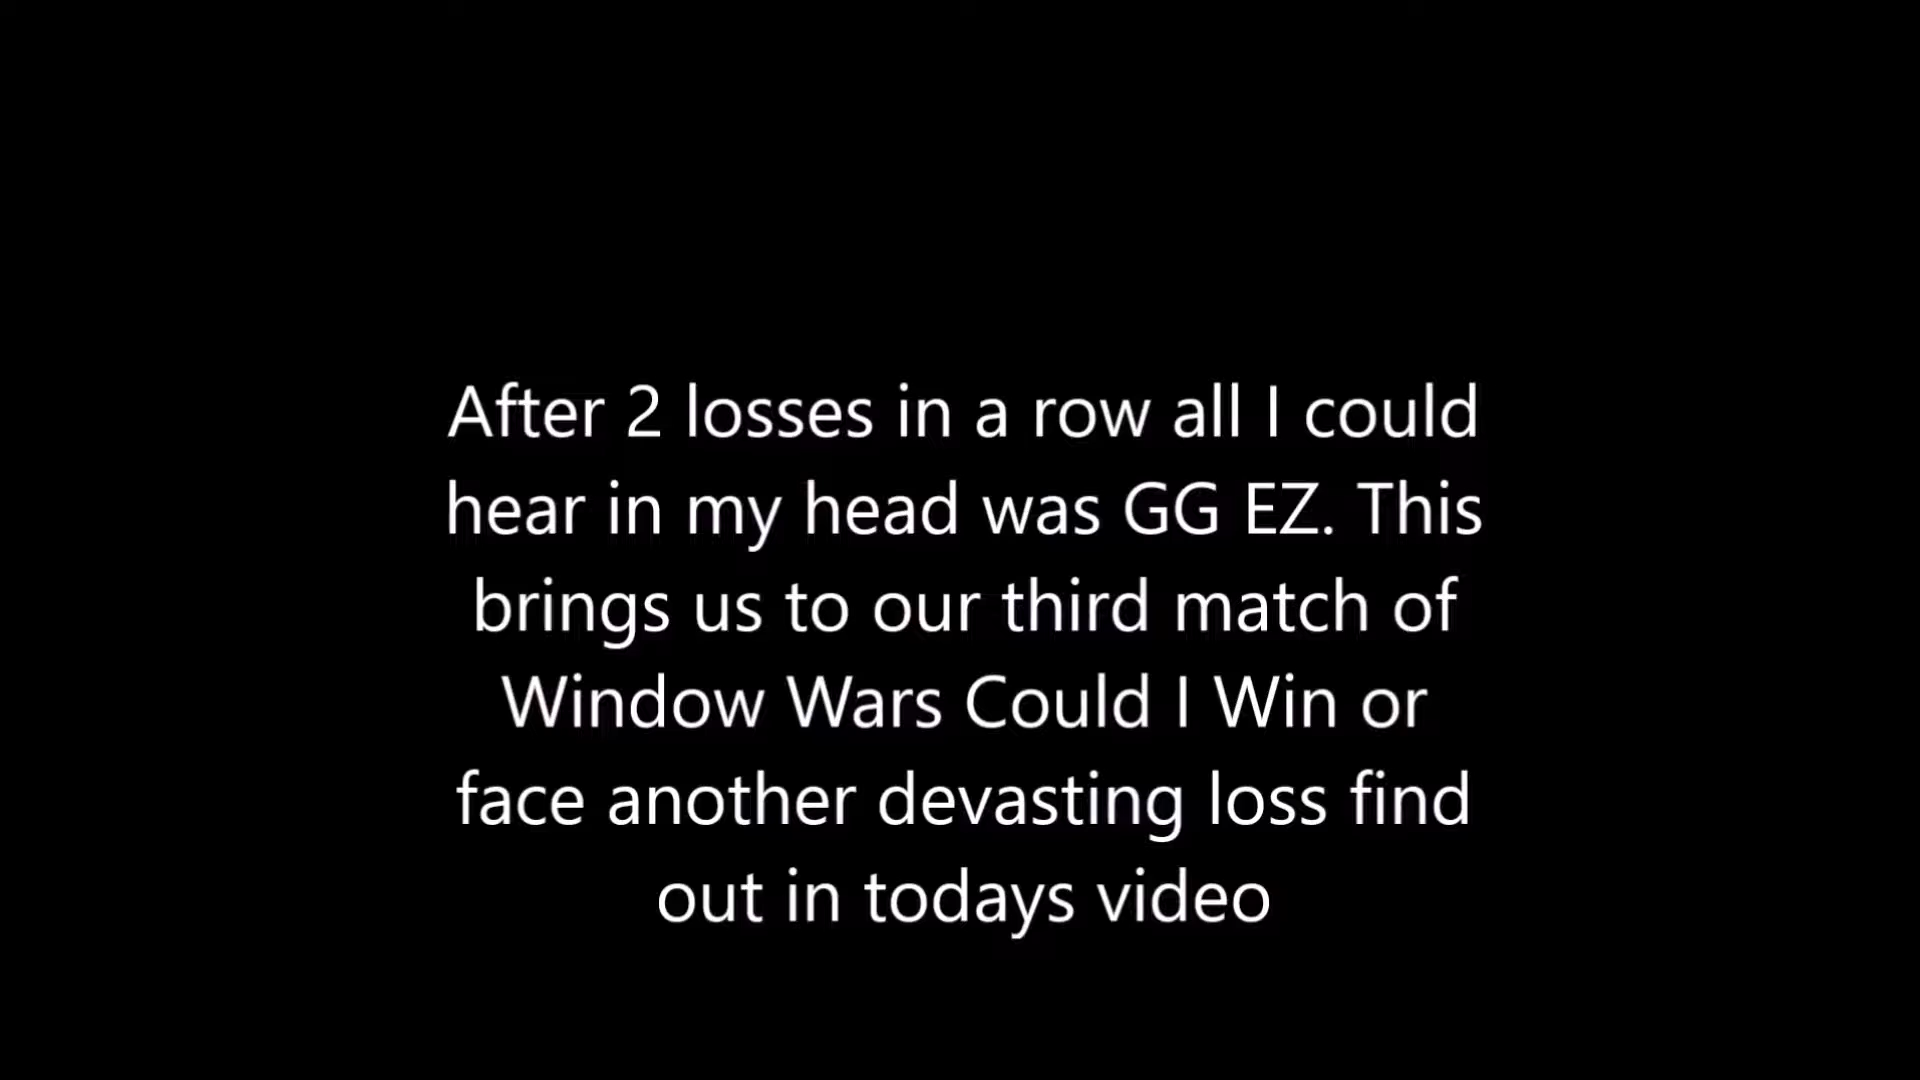 After 2 losses in a row all I could
hear in my head was GG EZ. This
brings us to our third match of
Window Wars Could I Win or
face another devasting loss find
out in todays video